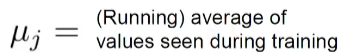 μⱼ = (Running) average of
values seen during training